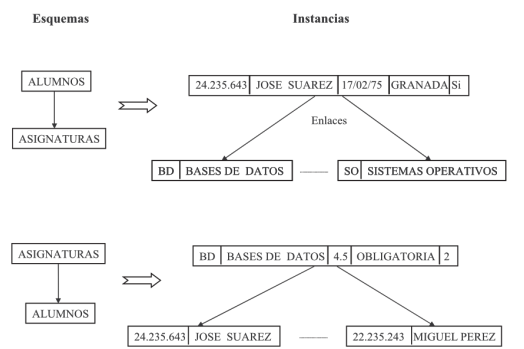 Esquemas
Instancias
ALUMNOS
24.235.643 JOSE SUAREZ 17/02/75 GRANADA Si
Enlaces
ASIGNATURAS
BD BASES DE DATOS
SO SISTEMAS OPERATIVOS
ASIGNATURAS
BD BASES DE DATOS 4.5 OBLIGATORIA 2
ALUMNOS
24.235.643 JOSE SUAREZ
22.235.243 MIGUEL PEREZ